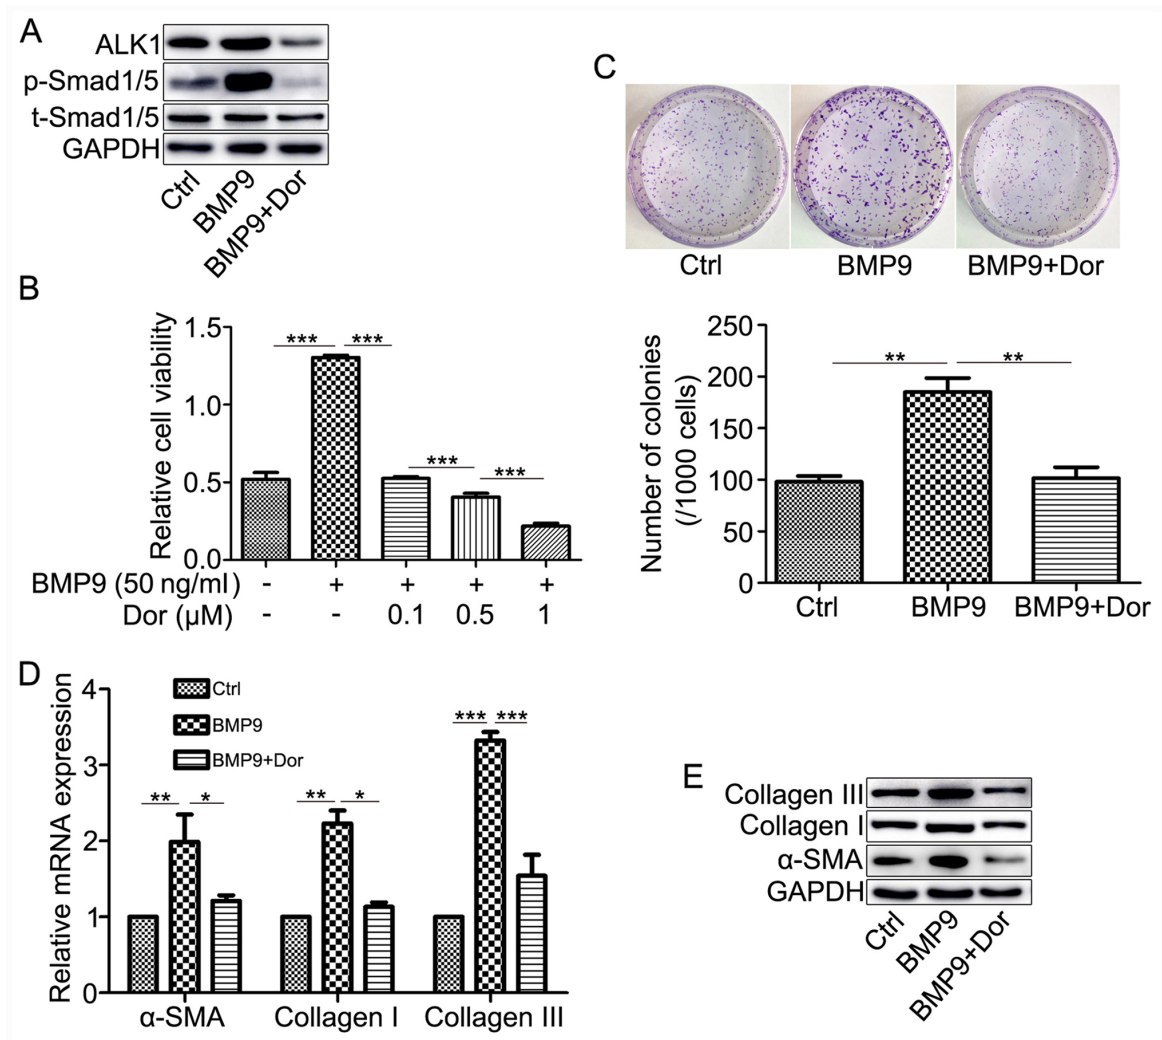 A
ALK1
p-Smad1/5
t-Smad1/5
GAPDH
Ctrl
BMP9
BMP9+Dor
B
Relative cell viability
1.5
1.0
0.5
0.0
***
***
***
***
BMP9 (50 ng/ml) - + + + +
Dor (μM) - - 0.1 0.5 1
C
Ctrl
BMP9
BMP9+Dor
Number of colonies
(/1000 cells)
250
200
150
100
50
0
**
**
Ctrl
BMP9
BMP9+Dor
D
Relative mRNA expression
4
3
2
1
0
Ctrl
BMP9
BMP9+Dor
**
*
**
*
***
***
α-SMA
Collagen I
Collagen III
E
Collagen III
Collagen I
α-SMA
GAPDH
Ctrl
BMP9
BMP9+Dor